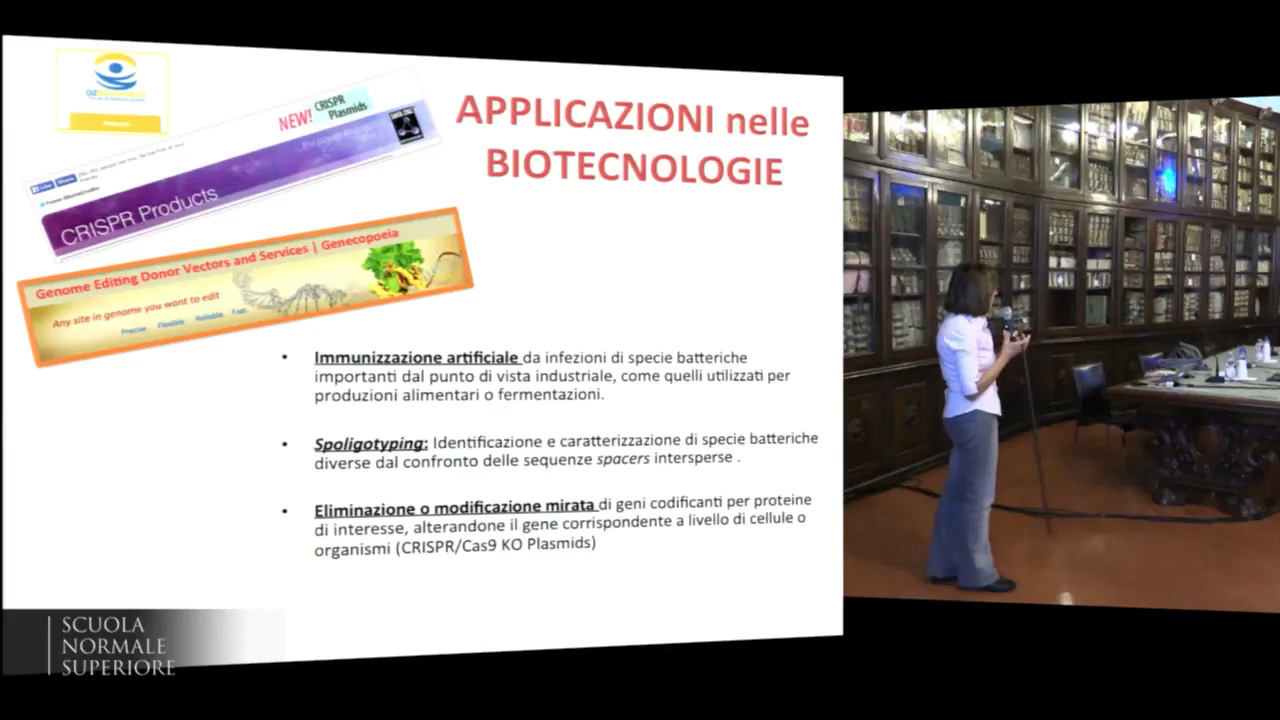 APPLICAZIONI nelle
BIOTECNOLOGIE
NEW! CRISPR
Plasmids
Like Share
CRISPR Products
Genome Editing Donor Vectors and Services | Genecopoeia
Any site in genome you want to edit
Precise Flexible Reliable Fast
• Immunizzazione artificiale da infezioni di specie batteriche
importanti dal punto di vista industriale, come quelli utilizzati per
produzioni alimentari o fermentazioni.
• Spoligotyping: Identificazione e caratterizzazione di specie batteriche
diverse dal confronto delle sequenze spacers intersperse .
• Eliminazione o modificazione mirata di geni codificanti per proteine
di interesse, alterandone il gene corrispondente a livello di cellule o
organismi (CRISPR/Cas9 KO Plasmids)
SCUOLA
NORMALE
SUPERIORE